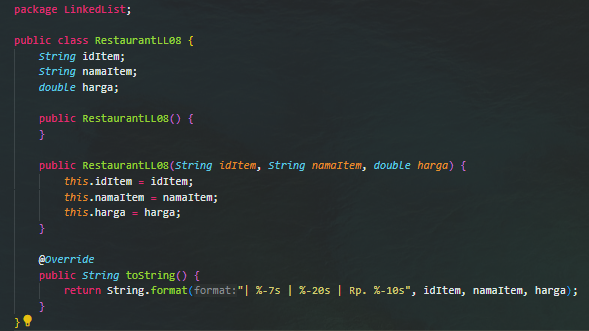 package LinkedList;
public class RestaurantLL08 {
String idItem;
String namaItem;
double harga;
public RestaurantLL08() {
}
public RestaurantLL08(String idItem, String namaItem, double harga) {
this.idItem = idItem;
this.namaItem = namaItem;
this.harga = harga;
}
@Override
public String toString() {
return String.format(format:"| %-7s | %-20s | Rp. %-10s", idItem, namaItem, harga);
}
}